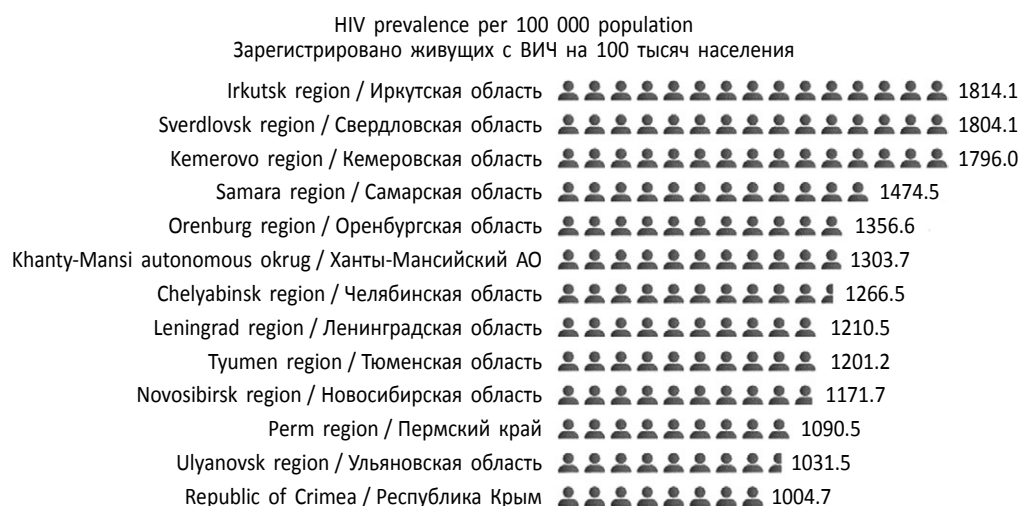 HIV prevalence per 100 000 population
Зарегистрировано живущих с ВИЧ на 100 тысяч населения
Irkutsk region / Иркутская область 1814.1
Sverdlovsk region / Свердловская область 1804.1
Kemerovo region / Кемеровская область 1796.0
Samara region / Самарская область 1474.5
Orenburg region / Оренбургская область 1356.6
Khanty-Mansi autonomous okrug / Ханты-Мансийский АО 1303.7
Chelyabinsk region / Челябинская область 1266.5
Leningrad region / Ленинградская область 1210.5
Tyumen region / Тюменская область 1201.2
Novosibirsk region / Новосибирская область 1171.7
Perm region / Пермский край 1090.5
Ulyanovsk region / Ульяновская область 1031.5
Republic of Crimea / Республика Крым 1004.7